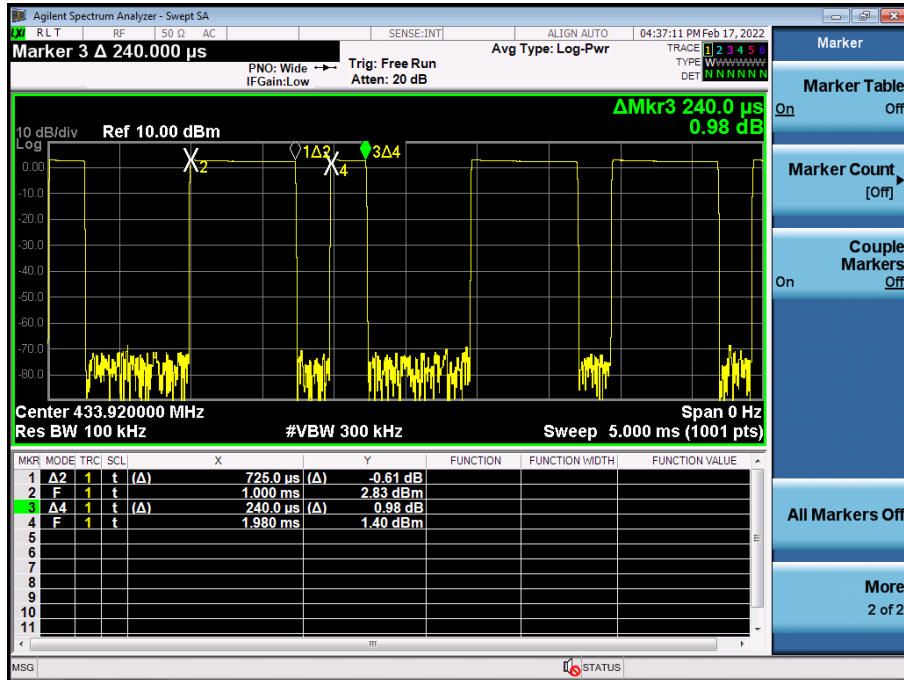 Agilent Spectrum Analyzer - Swept SA
LXI RLT RF 50 Ω AC SENSE:INT ALIGN AUTO 04:37:11 PM Feb 17, 2022
Marker 3 Δ 240.000 µs
Avg Type: Log-Pwr
TRACE 1 2 3 4 5 6
PNO: Wide
Trig: Free Run
TYPE WWWWWW
IFGain:Low
Atten: 20 dB
DET N N N N N N
ΔMkr3 240.0 µs
0.98 dB
10 dB/div Ref 10.00 dBm
Log
2 1Δ2 4 3Δ4
0.00
-10.0
-20.0
-30.0
-40.0
-50.0
-60.0
-70.0
-80.0
Center 433.920000 MHz Span 0 Hz
Res BW 100 kHz #VBW 300 kHz Sweep 5.000 ms (1001 pts)
MKR MODE TRC SCL X Y FUNCTION FUNCTION WIDTH FUNCTION VALUE
1 Δ2 1 t (Δ) 725.0 µs (Δ) -0.61 dB
2 F 1 t 1.000 ms 2.83 dBm
3 Δ4 1 t (Δ) 240.0 µs (Δ) 0.98 dB
4 F 1 t 1.980 ms 1.40 dBm
5
6
7
8
9
10
11
MSG STATUS
Marker
Marker Table
On Off
Marker Count
[Off]
Couple
Markers
On Off
All Markers Off
More
2 of 2